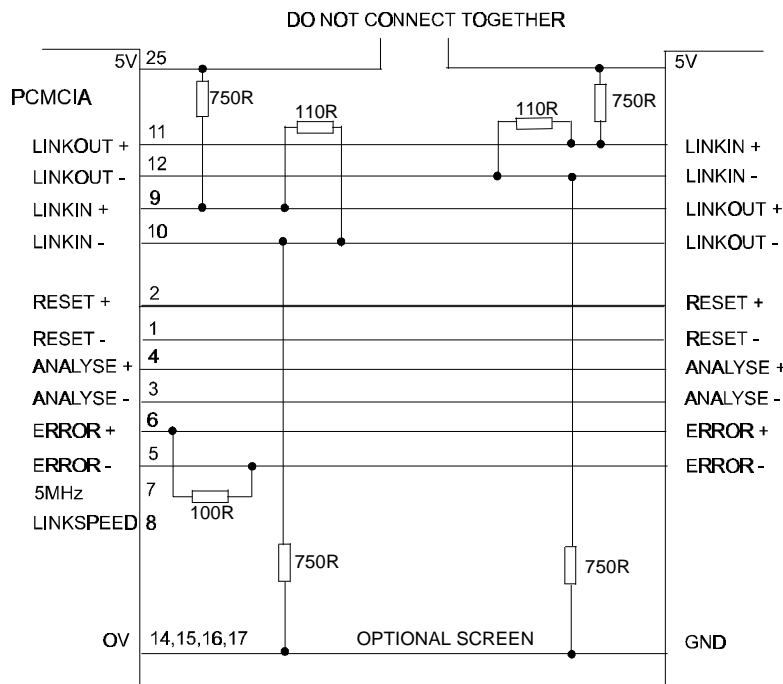 DO NOT CONNECT TOGETHER
5V 25 5V
PCMCIA 750R 110R 110R 750R
LINKOUT + 11 LINKIN +
LINKOUT - 12 LINKIN -
LINKIN + 9 LINKOUT +
LINKIN - 10 LINKOUT -
RESET + 2 RESET +
RESET - 1 RESET -
ANALYSE + 4 ANALYSE +
ANALYSE - 3 ANALYSE -
ERROR + 6 ERROR +
ERROR - 5 ERROR -
5MHz 7
100R
LINKSPEED 8
750R 750R
OV 14,15,16,17 OPTIONAL SCREEN GND